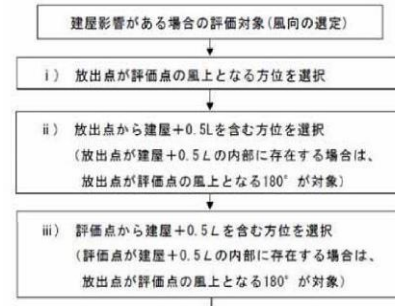 建屋影響がある場合の評価対象(風向の選定)
ⅰ） 放出点が評価点の風上となる方位を選択
ⅱ） 放出点から建屋＋0.5Lを含む方位を選択
(放出点が建屋＋0.5Lの内部に存在する場合は、
放出点が評価点の風上となる180°が対象)
ⅲ） 評価点から建屋＋0.5Lを含む方位を選択
(評価点が建屋＋0.5Lの内部に存在する場合は、
放出点が評価点の風上となる180°が対象)